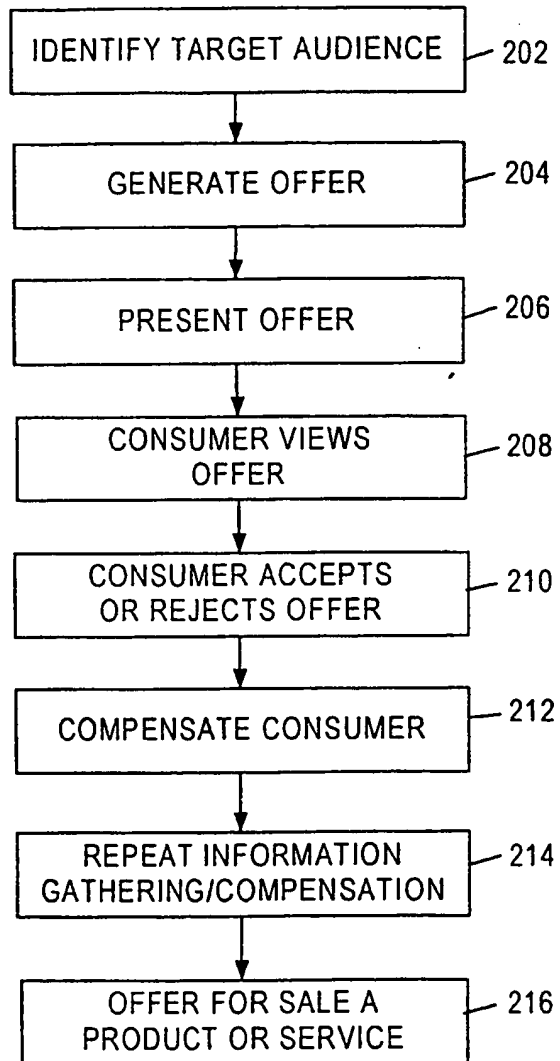 IDENTIFY TARGET AUDIENCE 202
GENERATE OFFER 204
PRESENT OFFER 206
CONSUMER VIEWS
OFFER 208
CONSUMER ACCEPTS
OR REJECTS OFFER 210
COMPENSATE CONSUMER 212
REPEAT INFORMATION
GATHERING/COMPENSATION 214
OFFER FOR SALE A
PRODUCT OR SERVICE 216